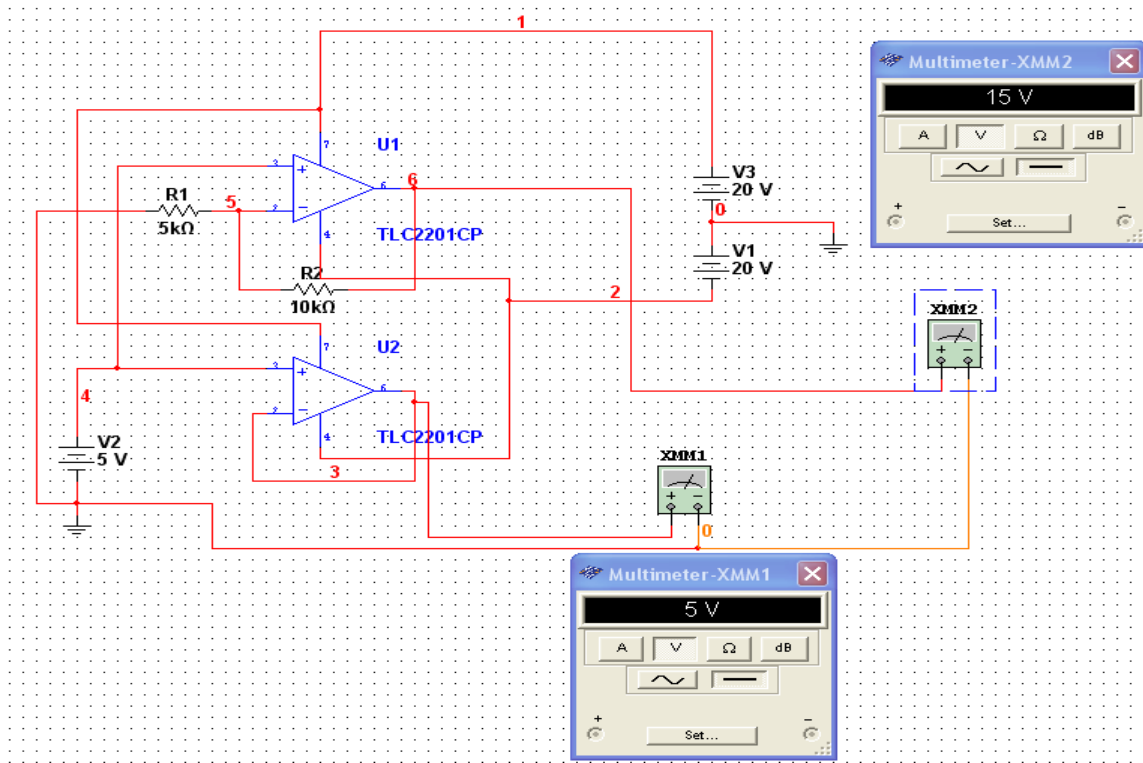 1
Multimeter-XMM2
15 V
A V Ω dB
+ −
Set...
7
U1
3
+
6
6
2
−
4
TLC2201CP
R1
5kΩ
5
R2
10kΩ
V3
20 V
0
V1
20 V
2
XMM2
+ −
7
U2
3
+
6
2
−
4
TLC2201CP
4
V2
5 V
3
XMM1
+ −
0
Multimeter-XMM1
5 V
A V Ω dB
+ −
Set...